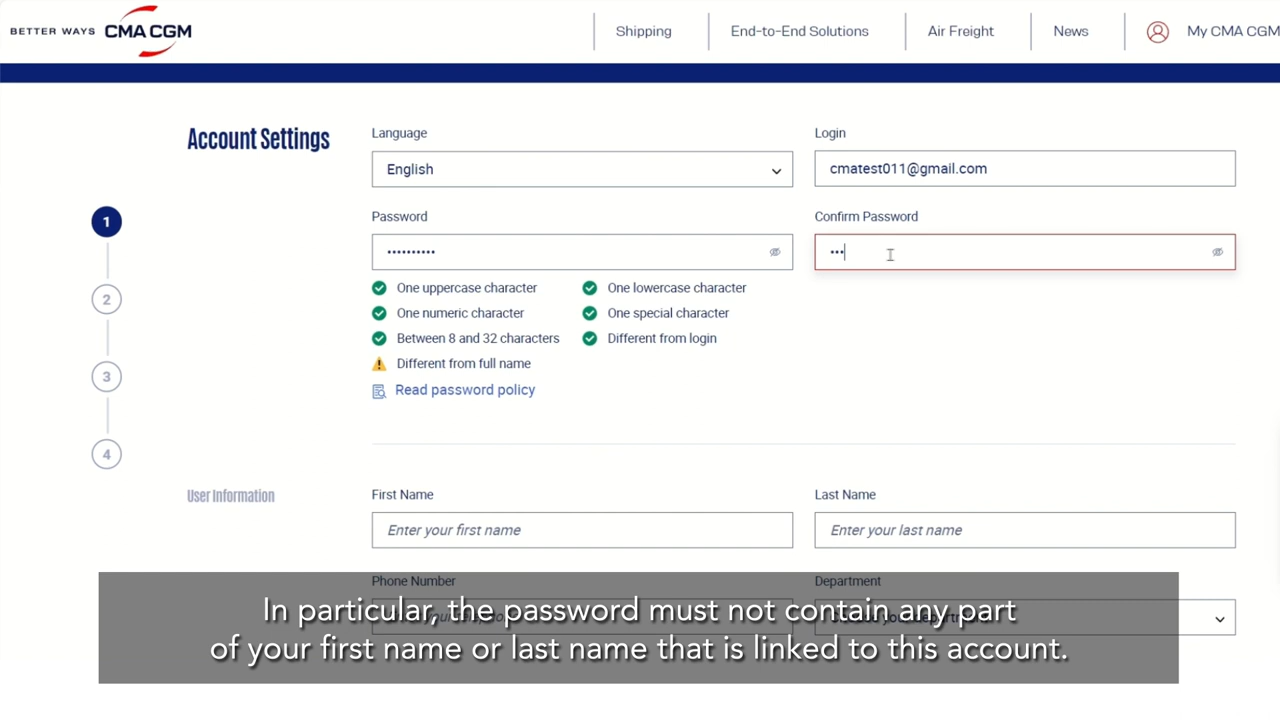 BETTER WAYS CMA CGM
Shipping
End-to-End Solutions
Air Freight
News
My CMA CGM
Account Settings
Language
Login
English
cmatest011@gmail.com
Password
Confirm Password
••••••••••
•••
One uppercase character
One lowercase character
One numeric character
One special character
Between 8 and 32 characters
Different from login
Different from full name
Read password policy
1
2
3
4
User Information
First Name
Last Name
Enter your first name
Enter your last name
Phone Number
Department
In particular, the password must not contain any part
of your first name or last name that is linked to this account.